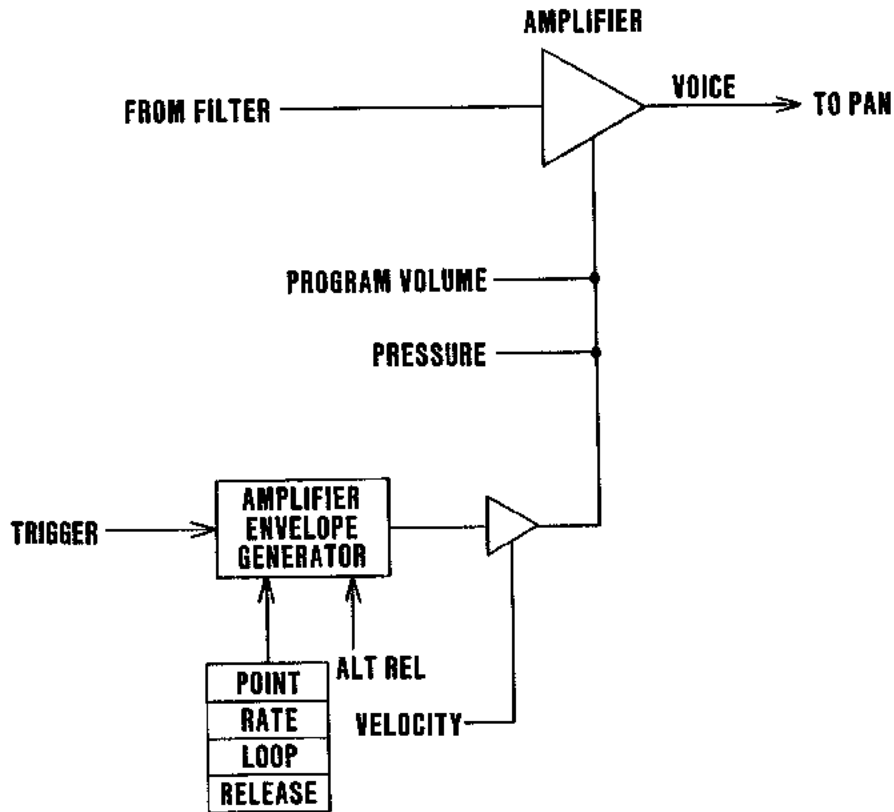 AMPLIFIER
VOICE
FROM FILTER
TO PAN
PROGRAM VOLUME
PRESSURE
AMPLIFIER
ENVELOPE
GENERATOR
TRIGGER
ALT REL
POINT
RATE
LOOP
RELEASE
VELOCITY